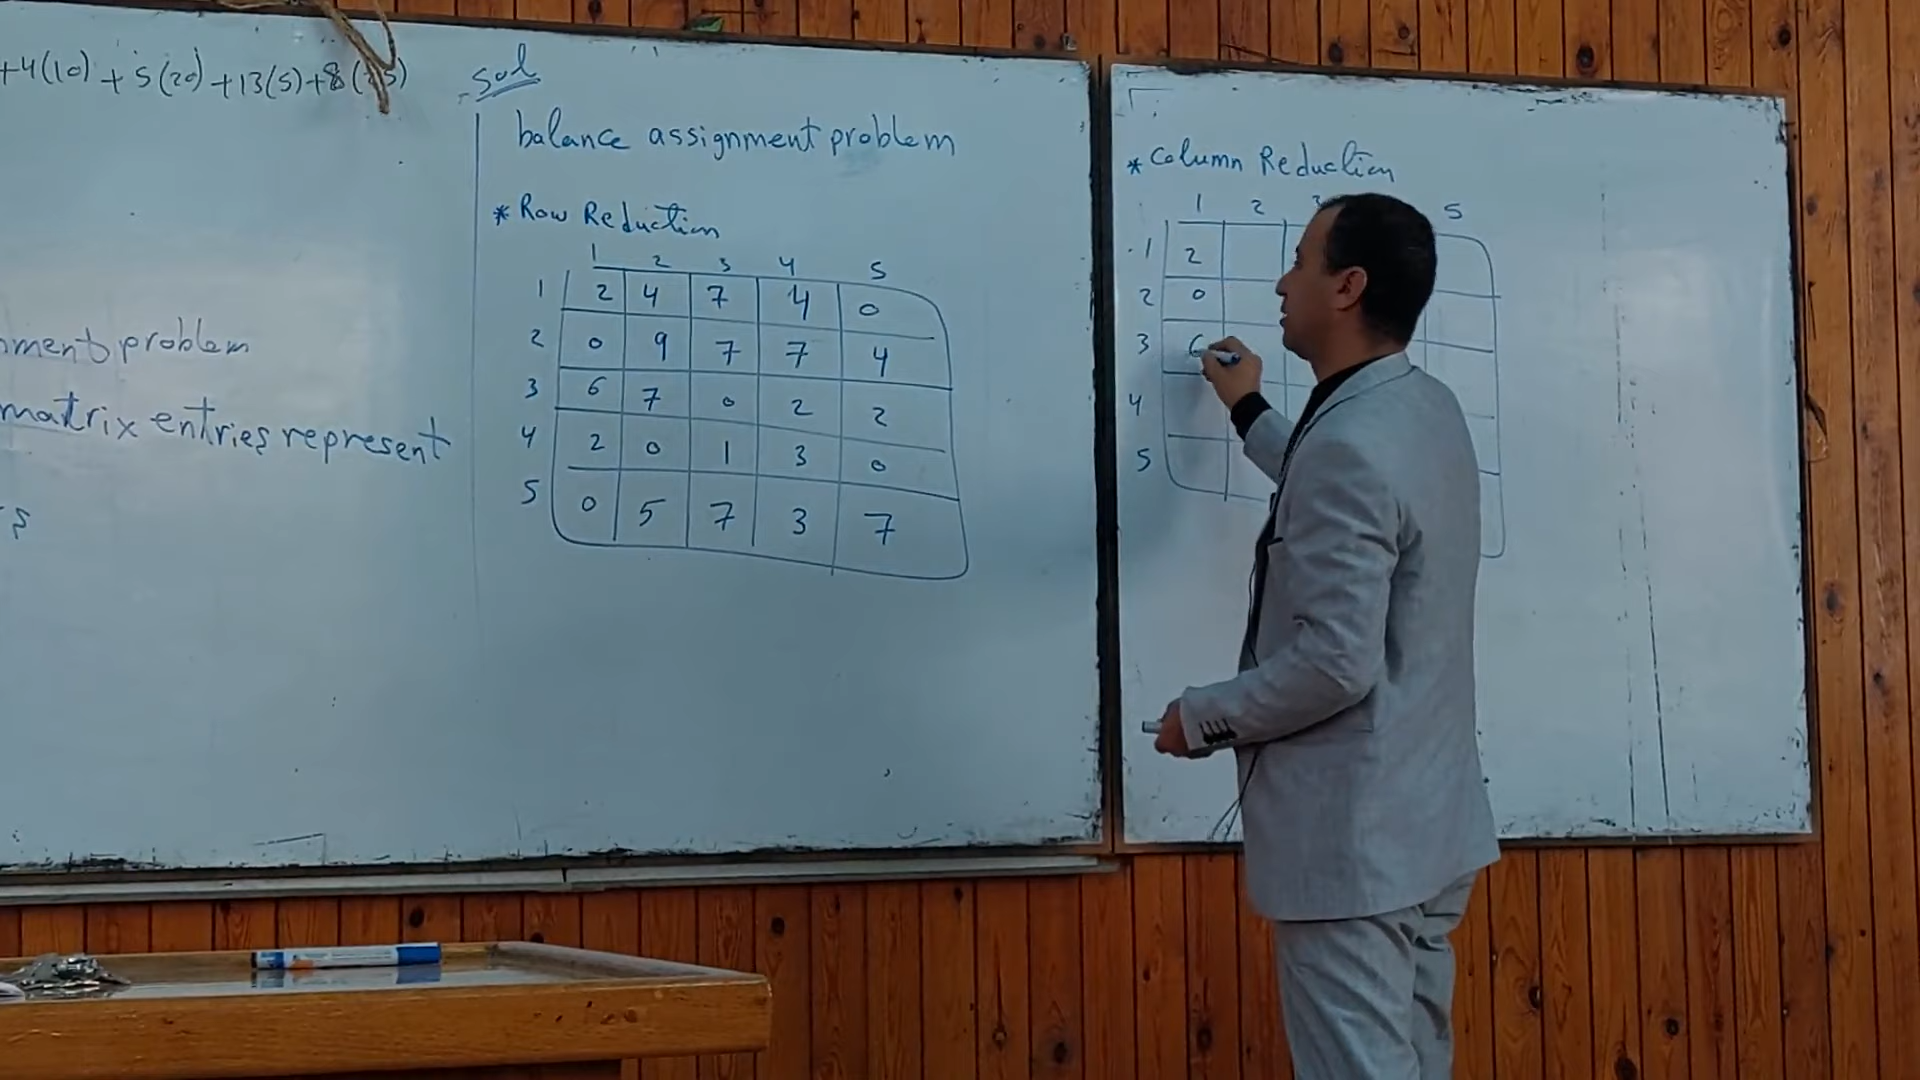 +4(10)+5(20)+13(5)+8(
sol
balance assignment problem
* Row Reduction
1 2 3 4 5
1 2 4 7 4 0
2 0 9 7 7 4
3 6 7 0 2 2
4 2 0 1 3 0
5 0 5 7 3 7
problem
matrix entries represent
* Column Reduction
1 2 3 5
1 2
2 0
3 6
4
5